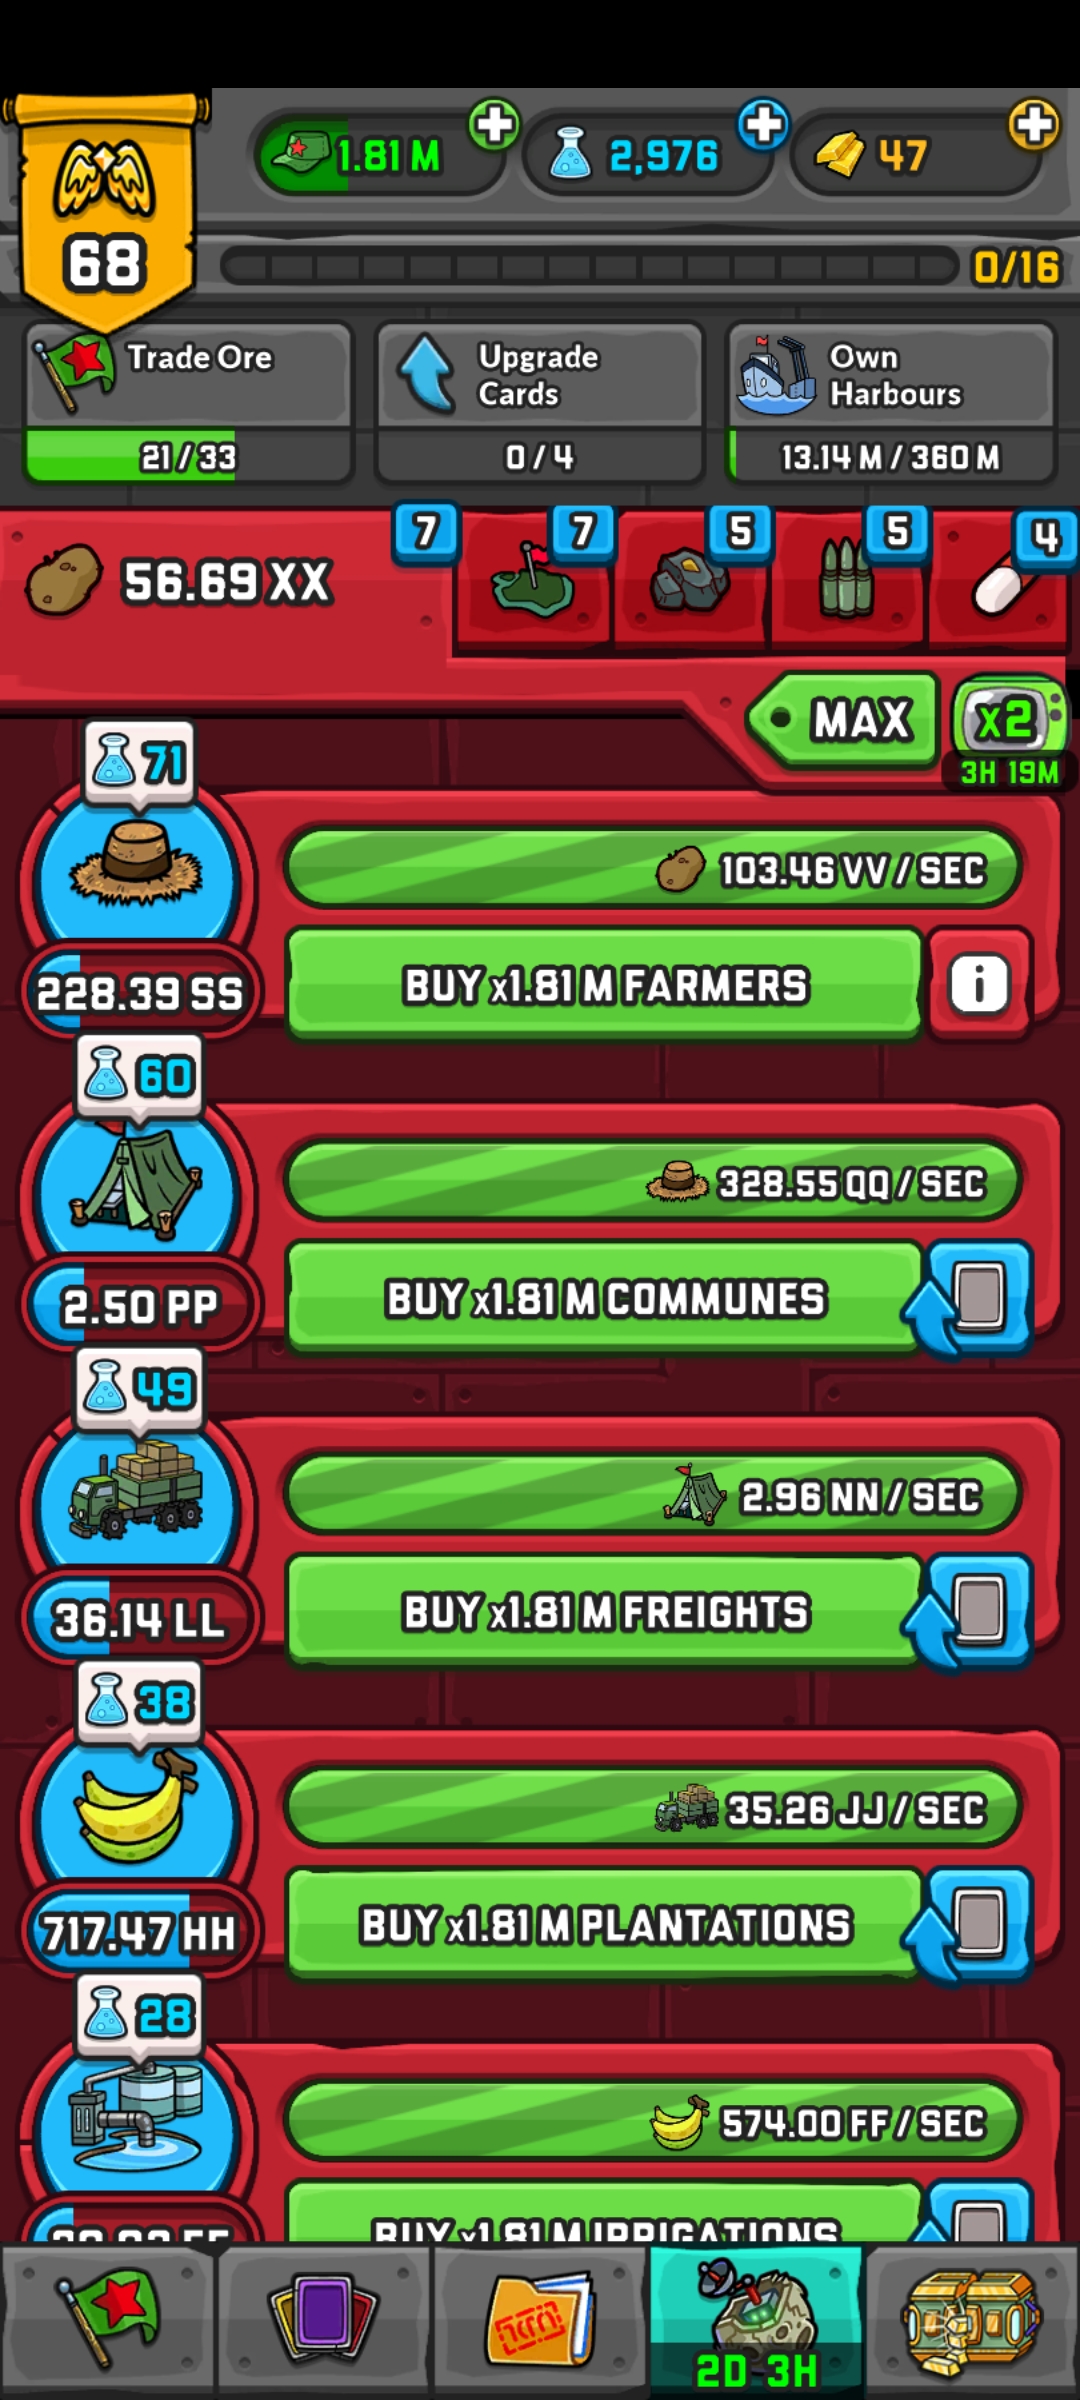 1.81 M
2,976
47
68
0/16
Trade Ore
21 / 33
Upgrade
Cards
0 / 4
Own
Harbours
13.14 M / 360 M
56.69 XX
7
7
5
5
4
MAX
x2
3H 19M
71
103.46 VV / SEC
228.39 SS
BUY x1.81 M FARMERS
i
60
328.55 QQ / SEC
2.50 PP
BUY x1.81 M COMMUNES
49
2.96 NN / SEC
36.14 LL
BUY x1.81 M FREIGHTS
38
35.26 JJ / SEC
717.47 HH
BUY x1.81 M PLANTATIONS
28
574.00 FF / SEC
BUY x1.81 M IRRIGATIONS
2D 3H